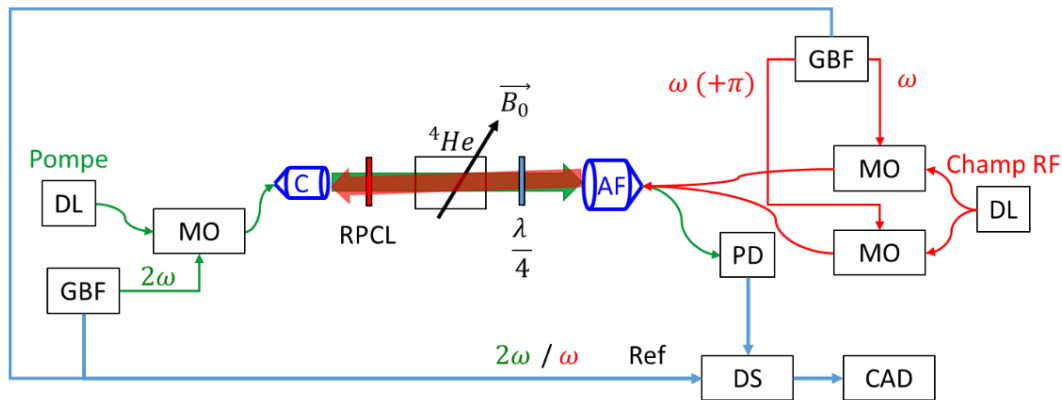 GBF
ω (+π)
ω
B₀
⁴He
Pompe
DL
MO
C
AF
MO
Champ RF
DL
RPCL
λ/4
MO
PD
GBF
2ω
2ω / ω
Ref
DS
CAD